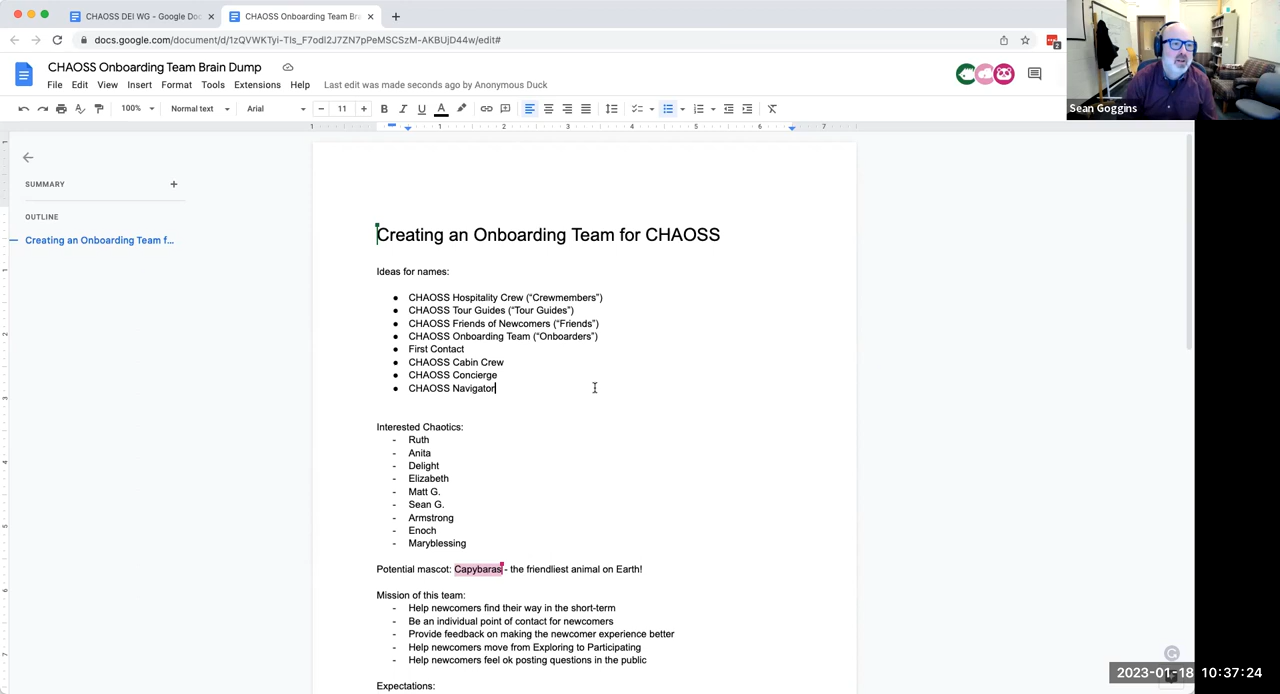 CHAOSS DEI WG - Google Doc
CHAOSS Onboarding Team Bra
docs.google.com/document/d/1zQVWKTyi-TIs_F7odI2J7ZN7pPeMSCSzM-AKBUjD44w/edit#
2
CHAOSS Onboarding Team Brain Dump
File Edit View Insert Format Tools Extensions Help Last edit was made seconds ago by Anonymous Duck
100% Normal text Arial 11
Sean Goggins
SUMMARY
OUTLINE
Creating an Onboarding Team f...
Creating an Onboarding Team for CHAOSS
Ideas for names:
● CHAOSS Hospitality Crew (“Crewmembers”)
● CHAOSS Tour Guides (“Tour Guides”)
● CHAOSS Friends of Newcomers (“Friends”)
● CHAOSS Onboarding Team (“Onboarders”)
● First Contact
● CHAOSS Cabin Crew
● CHAOSS Concierge
● CHAOSS Navigator
Interested Chaotics:
- Ruth
- Anita
- Delight
- Elizabeth
- Matt G.
- Sean G.
- Armstrong
- Enoch
- Maryblessing
Potential mascot: Capybaras - the friendliest animal on Earth!
Mission of this team:
- Help newcomers find their way in the short-term
- Be an individual point of contact for newcomers
- Provide feedback on making the newcomer experience better
- Help newcomers move from Exploring to Participating
- Help newcomers feel ok posting questions in the public
Expectations:
2023-01-18 10:37:24